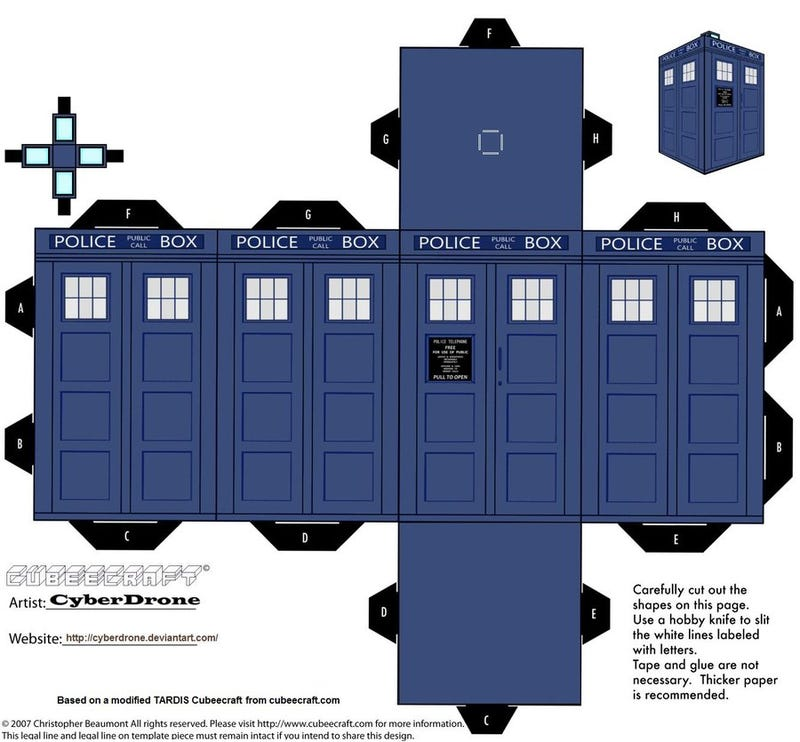 F
G
H
POLICE BOX
POLICE BOX
F
G
H
POLICE PUBLIC CALL BOX
POLICE PUBLIC CALL BOX
POLICE PUBLIC CALL BOX
POLICE PUBLIC CALL BOX
A
A
POLICE TELEPHONE
FREE
FOR USE OF PUBLIC
PULL TO OPEN
B
B
C
D
E
CUBEECRAFT©
Artist: CyberDrone
Website: http://cyberdrone.deviantart.com/
D
E
Carefully cut out the
shapes on this page.
Use a hobby knife to slit
the white lines labeled
with letters.
Tape and glue are not
necessary. Thicker paper
is recommended.
Based on a modified TARDIS Cubeecraft from cubeecraft.com
C
© 2007 Christopher Beaumont All rights reserved. Please visit http://www.cubeecraft.com for more information.
This legal line and legal line on template piece must remain intact if you intend to share this design.